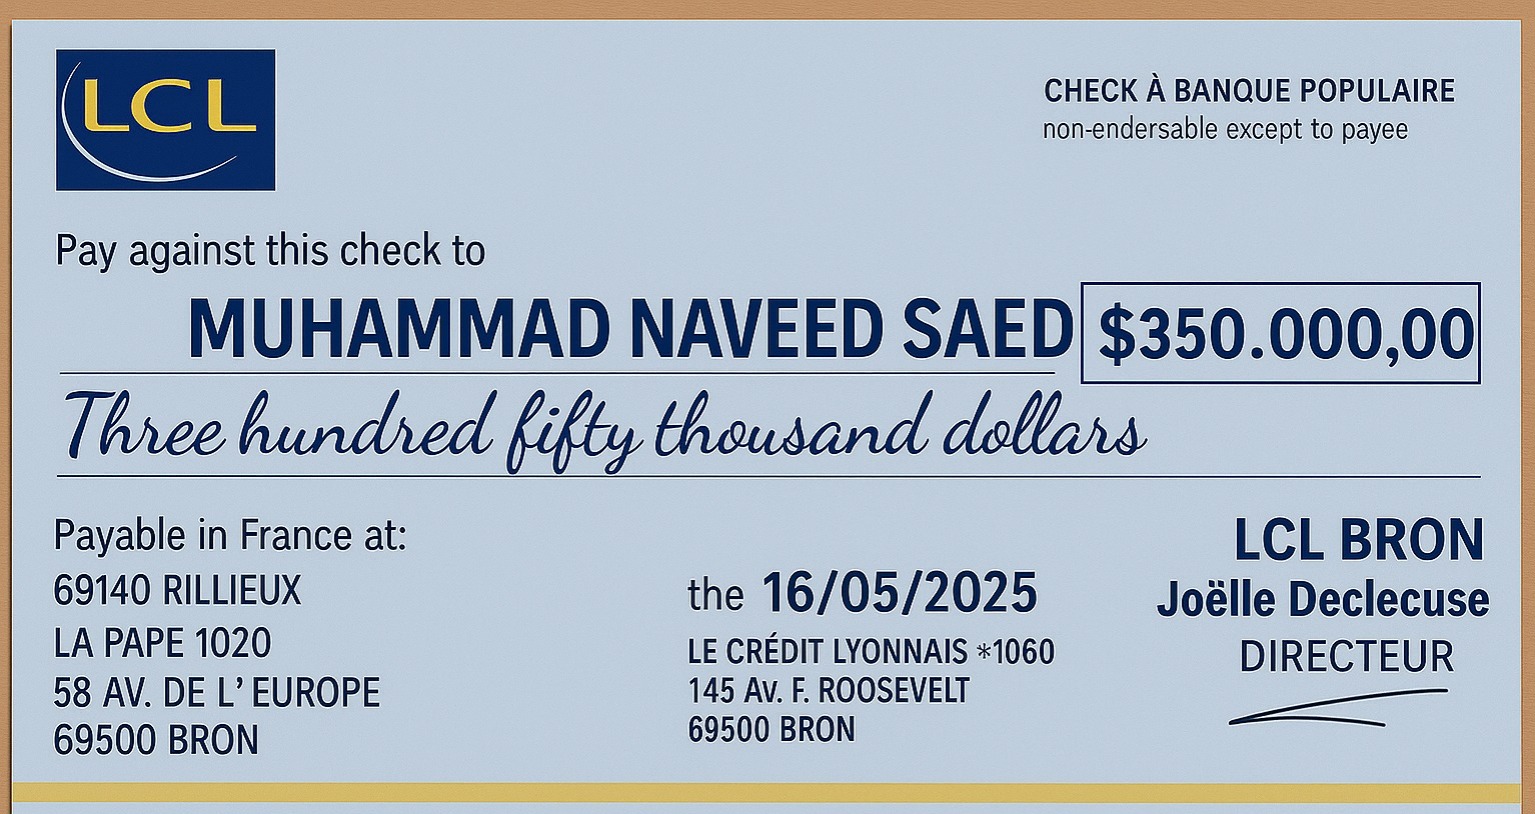 LCL
CHECK À BANQUE POPULAIRE
non-endersable except to payee
Pay against this check to
MUHAMMAD NAVEED SAED $350.000,00
Three hundred fifty thousand dollars
Payable in France at:
69140 RILLIEUX
LA PAPE 1020
58 AV. DE L’ EUROPE
69500 BRON
the 16/05/2025
LE CRÉDIT LYONNAIS *1060
145 Av. F. ROOSEVELT
69500 BRON
LCL BRON
Joëlle Declecuse
DIRECTEUR